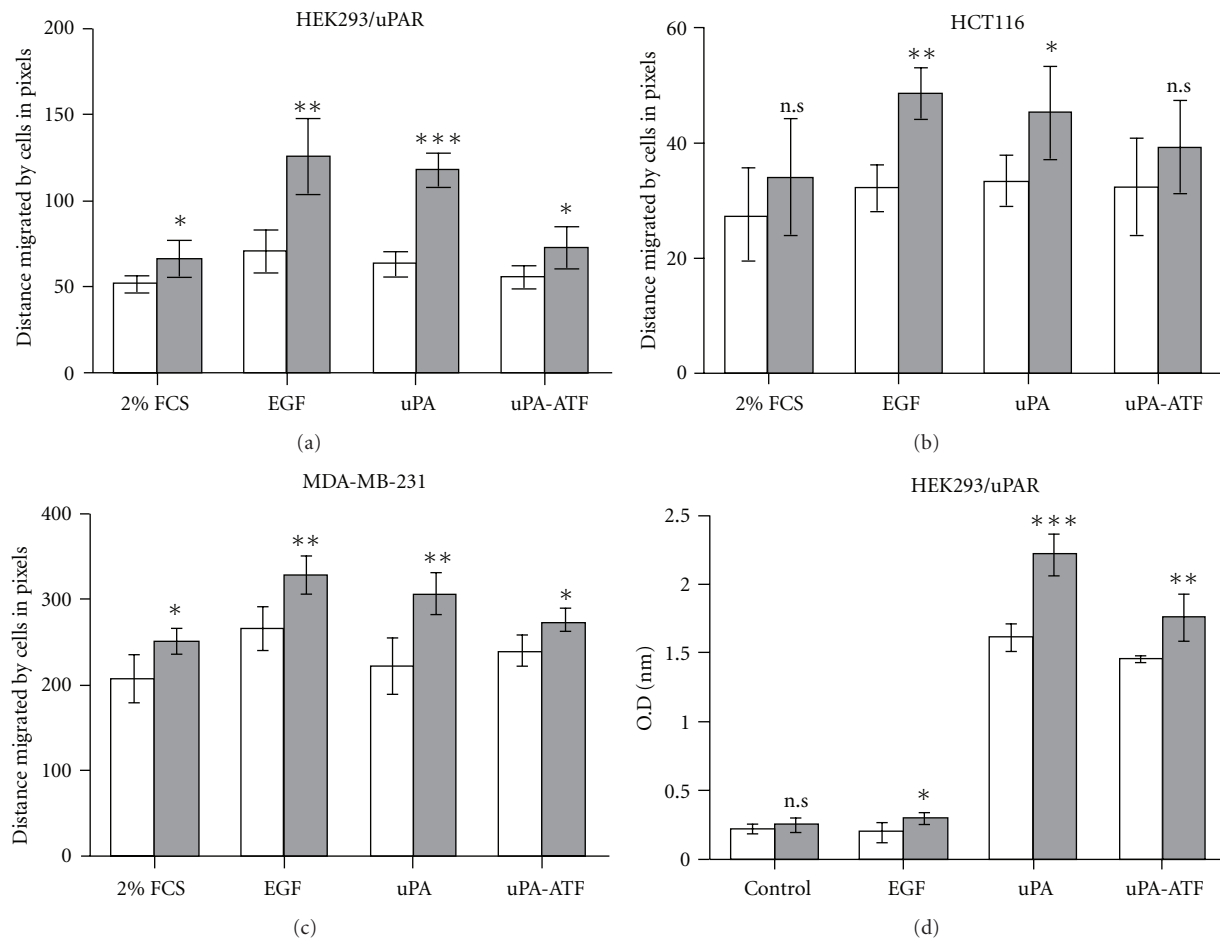 HEK293/uPAR
Distance migrated by cells in pixels
200
150
100
50
0
*
**
***
*
2% FCS EGF uPA uPA-ATF
(a)
HCT116
Distance migrated by cells in pixels
60
40
20
0
n.s
**
*
n.s
2% FCS EGF uPA uPA-ATF
(b)
MDA-MB-231
Distance migrated by cells in pixels
400
300
200
100
0
*
**
**
*
2% FCS EGF uPA uPA-ATF
(c)
HEK293/uPAR
O.D (nm)
2.5
2
1.5
1
0.5
0
n.s
*
***
**
Control EGF uPA uPA-ATF
(d)